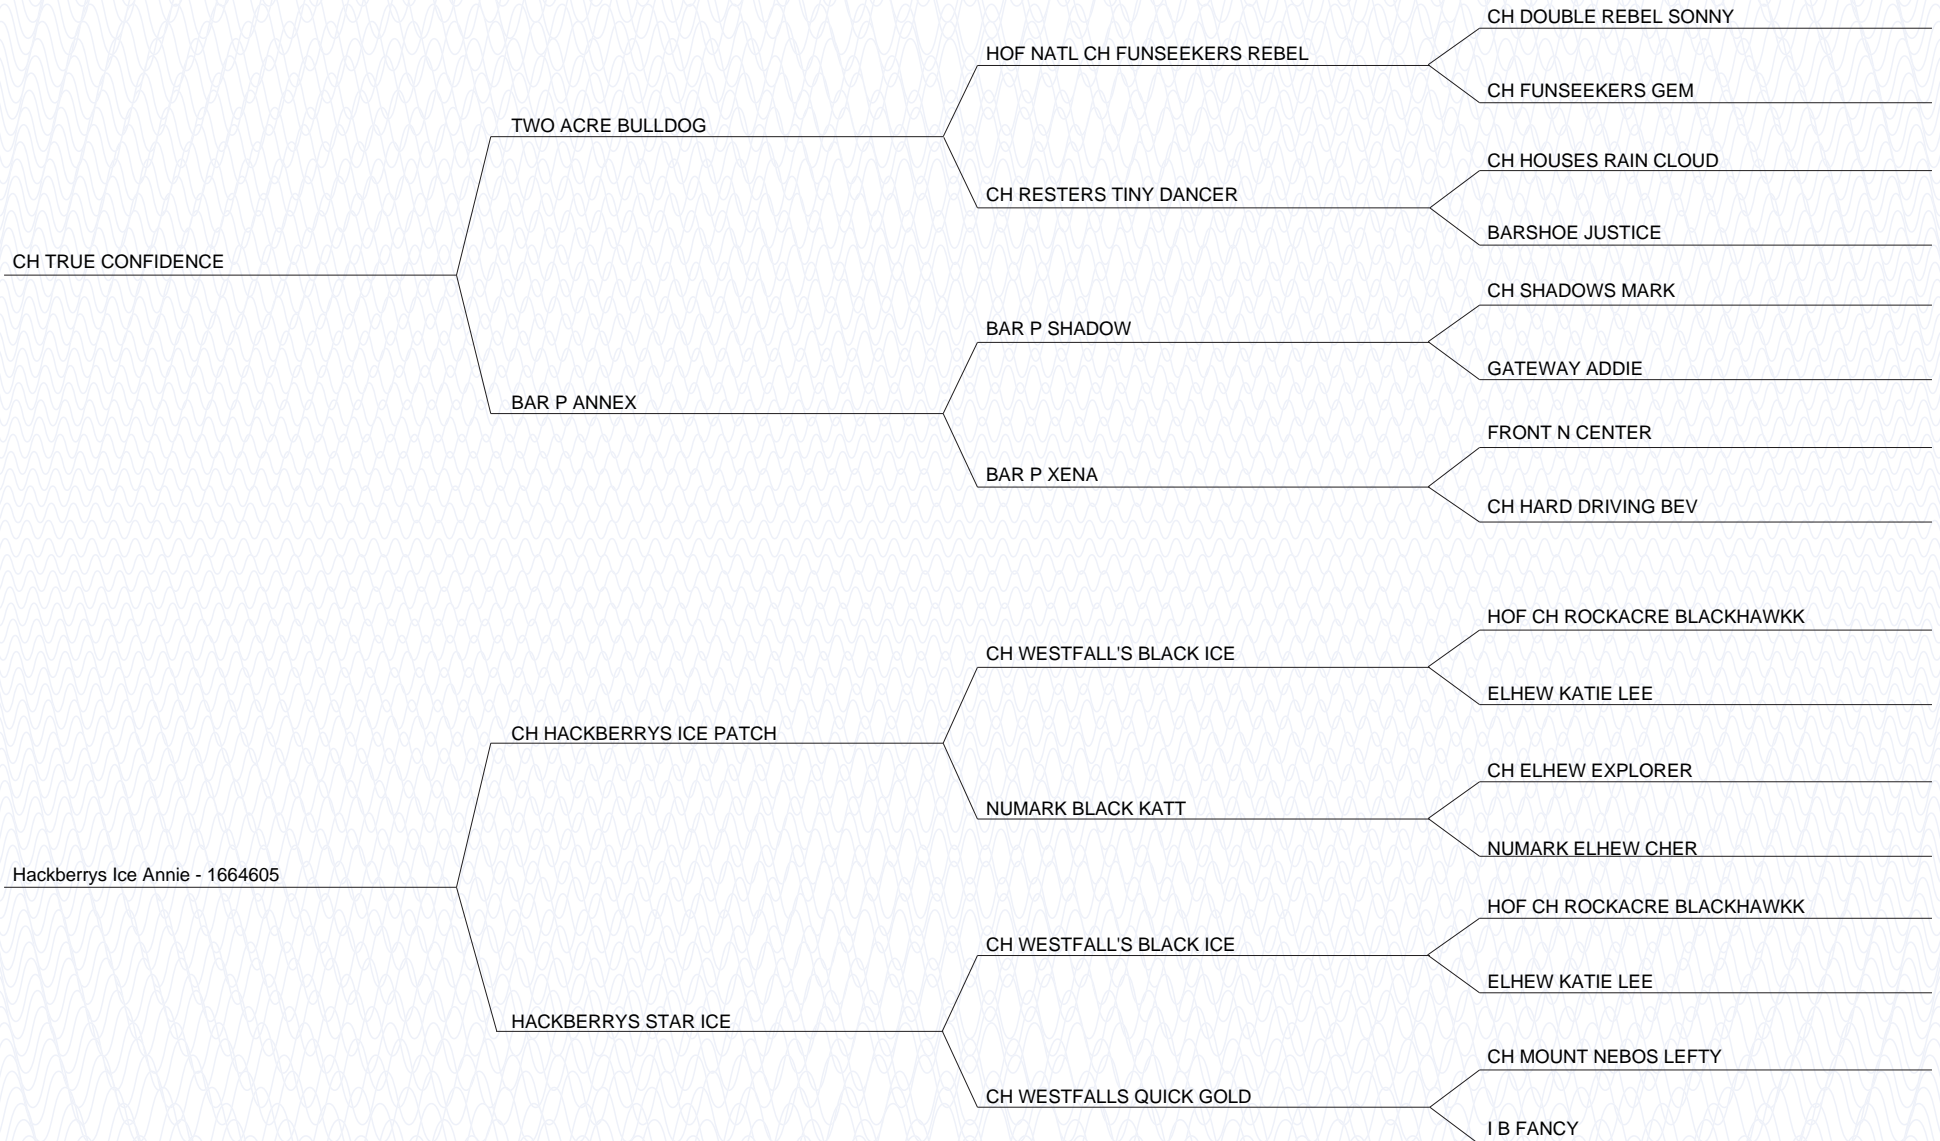 CH DOUBLE REBEL SONNY
HOF NATL CH FUNSEEKERS REBEL
CH FUNSEEKERS GEM
TWO ACRE BULLDOG
CH HOUSES RAIN CLOUD
CH RESTERS TINY DANCER
BARSHOE JUSTICE
CH TRUE CONFIDENCE
CH SHADOWS MARK
BAR P SHADOW
GATEWAY ADDIE
BAR P ANNEX
FRONT N CENTER
BAR P XENA
CH HARD DRIVING BEV
HOF CH ROCKACRE BLACKHAWKK
CH WESTFALL'S BLACK ICE
ELHEW KATIE LEE
CH HACKBERRYS ICE PATCH
CH ELHEW EXPLORER
NUMARK BLACK KATT
NUMARK ELHEW CHER
Hackberrys Ice Annie - 1664605
HOF CH ROCKACRE BLACKHAWKK
CH WESTFALL'S BLACK ICE
ELHEW KATIE LEE
HACKBERRYS STAR ICE
CH MOUNT NEBOS LEFTY
CH WESTFALLS QUICK GOLD
I B FANCY